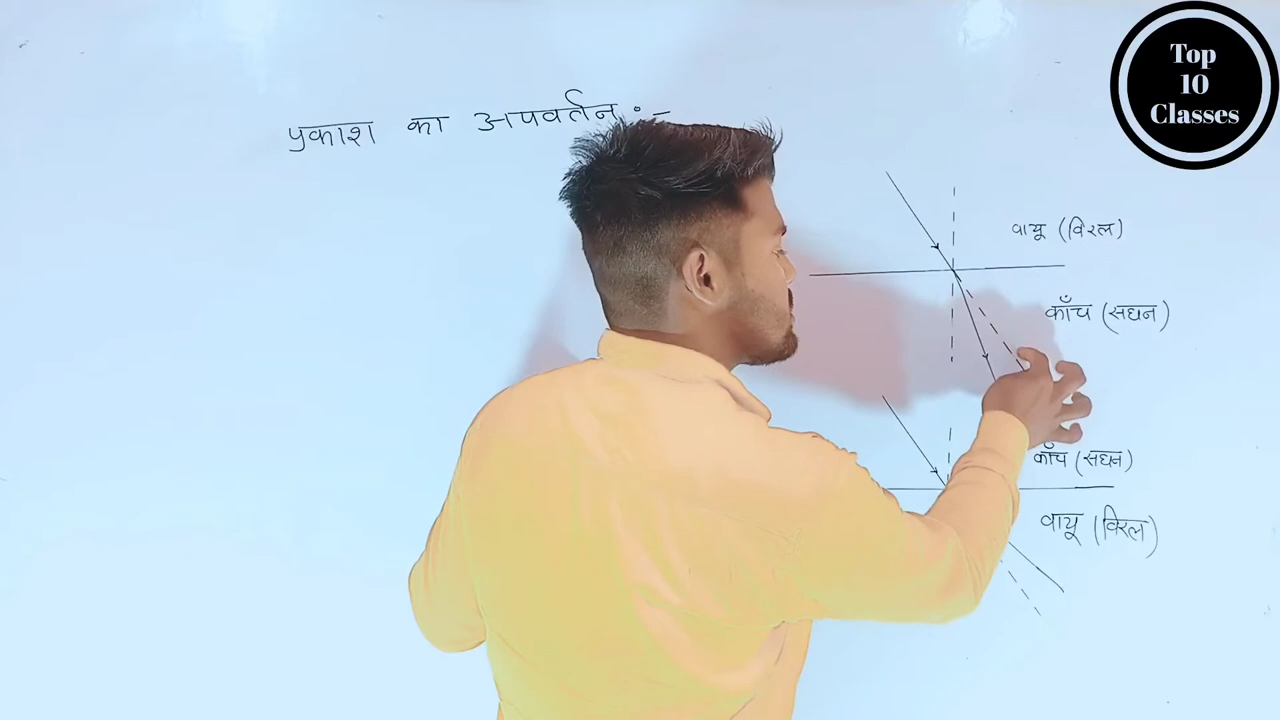 प्रकाश का अपवर्तन :-
Top
10
Classes
वायू (विरल)
काँच (सघन)
काँच (सघन)
वायू (विरल)